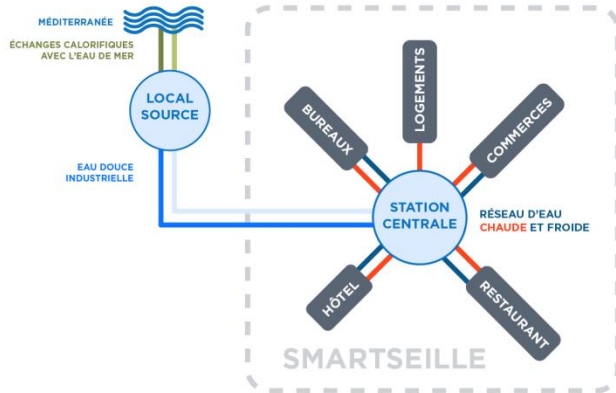 MÉDITERRANÉE
ÉCHANGES CALORIFIQUES
AVEC L'EAU DE MER
LOCAL
SOURCE
EAU DOUCE
INDUSTRIELLE
BUREAUX
LOGEMENTS
COMMERCES
STATION
CENTRALE
RÉSEAU D'EAU
CHAUDE ET FROIDE
HÔTEL
RESTAURANT
SMARTSEILLE